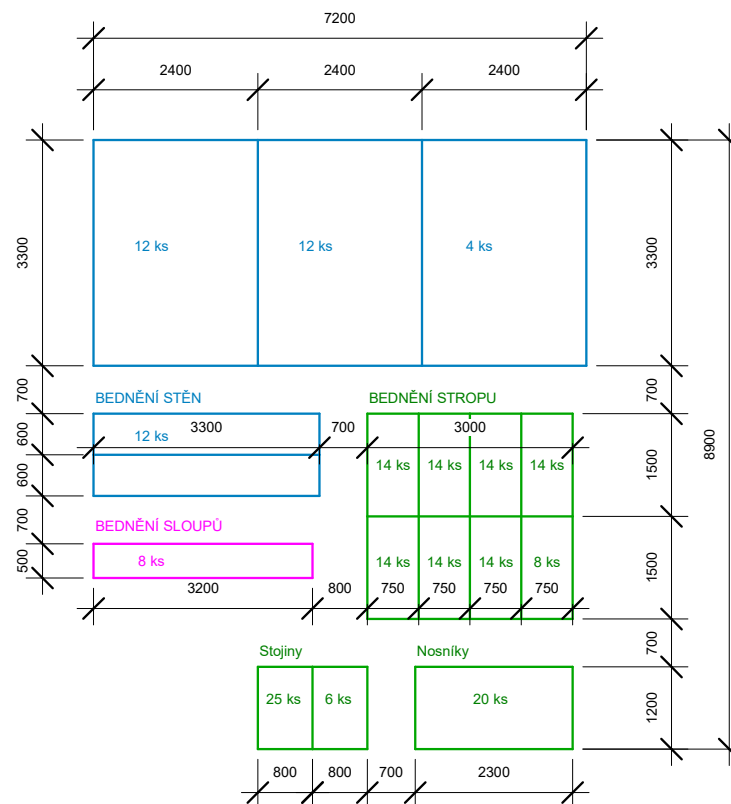 7200
2400 2400 2400
3300 12 ks 12 ks 4 ks 3300
700 BEDNĚNÍ STĚN BEDNĚNÍ STROPU 700
600 12 ks 3300 700 3000 8900
14 ks 14 ks 14 ks 14 ks 1500
600
700 BEDNĚNÍ SLOUPŮ
500 8 ks 14 ks 14 ks 14 ks 8 ks 1500
3200 800 750 750 750 750
Stojiny Nosníky 700
25 ks 6 ks 20 ks 1200
800 800 700 2300